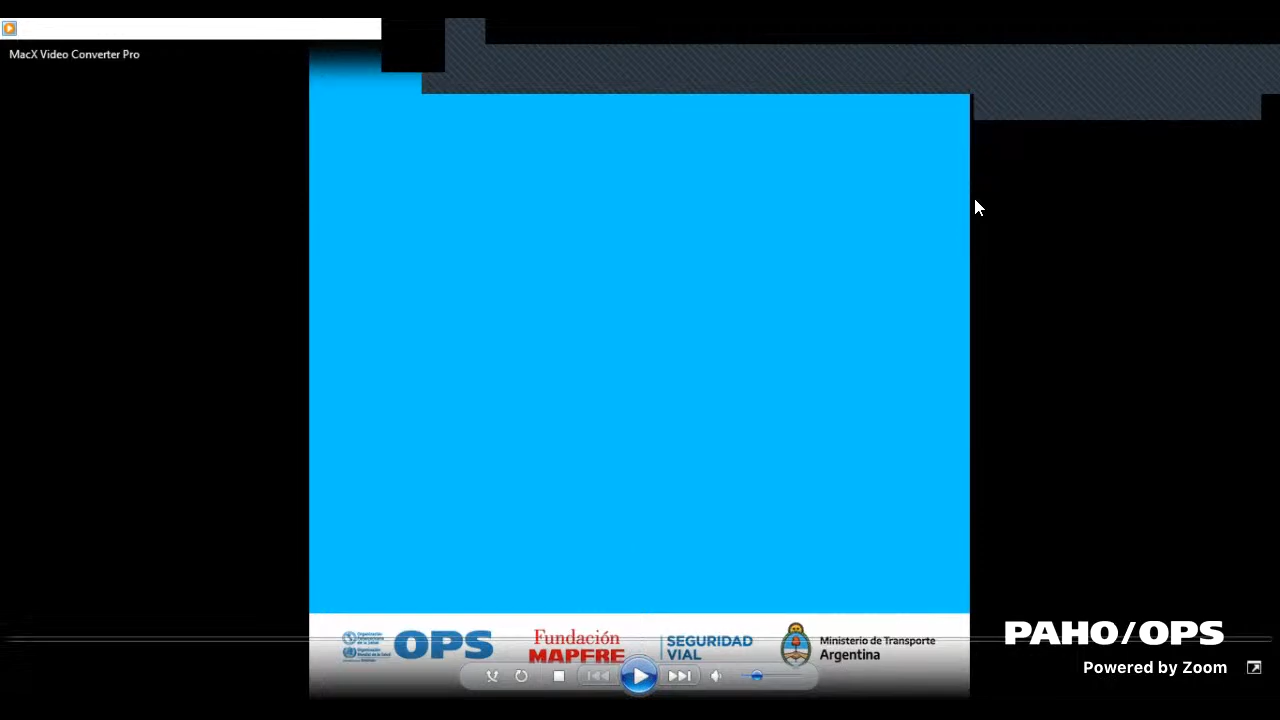 MacX Video Converter Pro
OPS
Fundación
MAPFRE
SEGURIDAD
VIAL
Ministerio de Transporte
Argentina
PAHO/OPS
Powered by Zoom